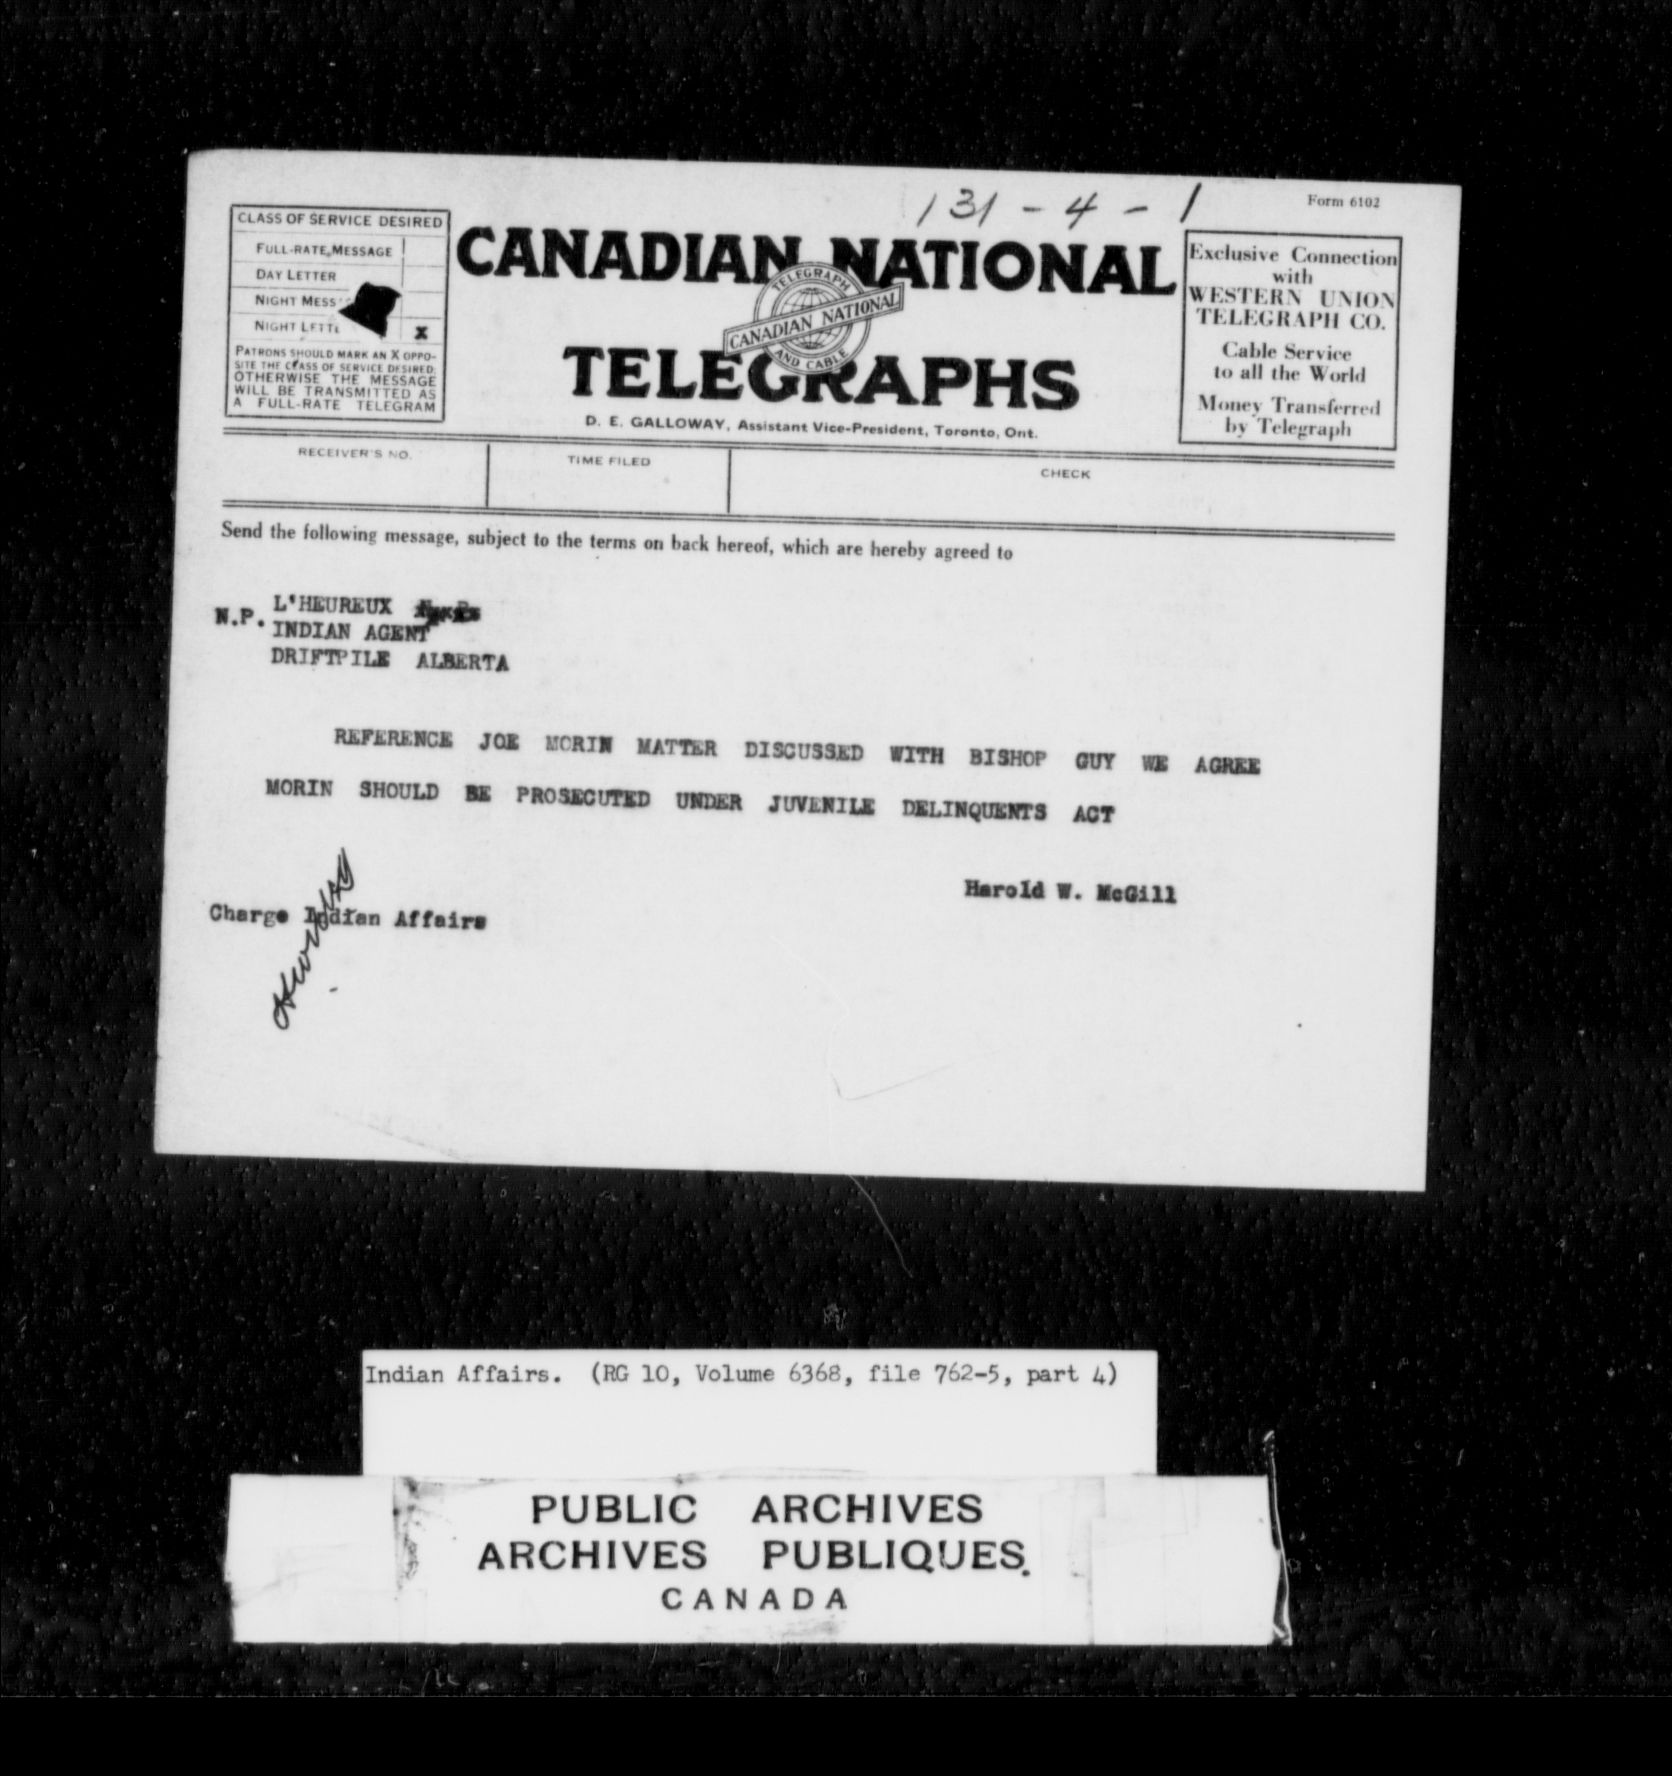 131-4-1
Form 6102
CLASS OF SERVICE DESIRED
FULL-RATE MESSAGE
DAY LETTER
NIGHT MESS
NIGHT LETT
X
PATRONS SHOULD MARK AN X OPPO-
SITE THE CLASS OF SERVICE DESIRED;
OTHERWISE THE MESSAGE
WILL BE TRANSMITTED AS
A FULL-RATE TELEGRAM
CANADIAN NATIONAL
TELEGRAPH
CANADIAN NATIONAL
AND CABLE
TELEGRAPHS
D. E. GALLOWAY, Assistant Vice-President, Toronto, Ont.
Exclusive Connection
with
WESTERN UNION
TELEGRAPH CO.
Cable Service
to all the World
Money Transferred
by Telegraph
RECEIVER'S NO.
TIME FILED
CHECK
Send the following message, subject to the terms on back hereof, which are hereby agreed to
N.P. L'HEUREUX
INDIAN AGENT
DRIFTPILE ALBERTA
REFERENCE JOE MORIN MATTER DISCUSSED WITH BISHOP GUY WE AGREE
MORIN SHOULD BE PROSECUTED UNDER JUVENILE DELINQUENTS ACT
Harold W. McGill
Charge Indian Affairs
Indian Affairs. (RG 10, Volume 6368, file 762-5, part 4)
PUBLIC ARCHIVES
ARCHIVES PUBLIQUES
CANADA